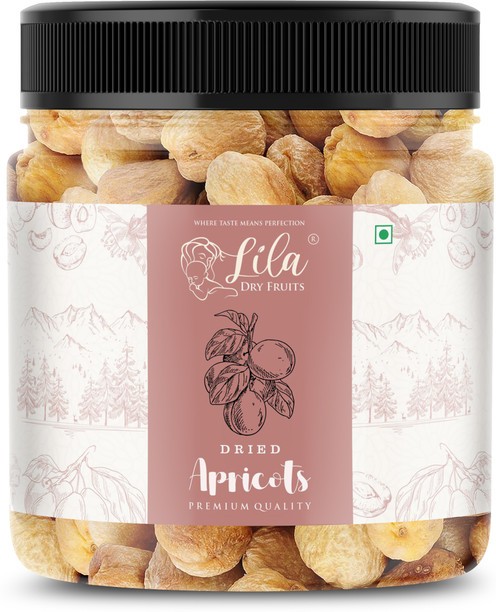 WHERE TASTE MEANS PERFECTION
Lila ®
DRY FRUITS
DRIED
Apricots
PREMIUM QUALITY